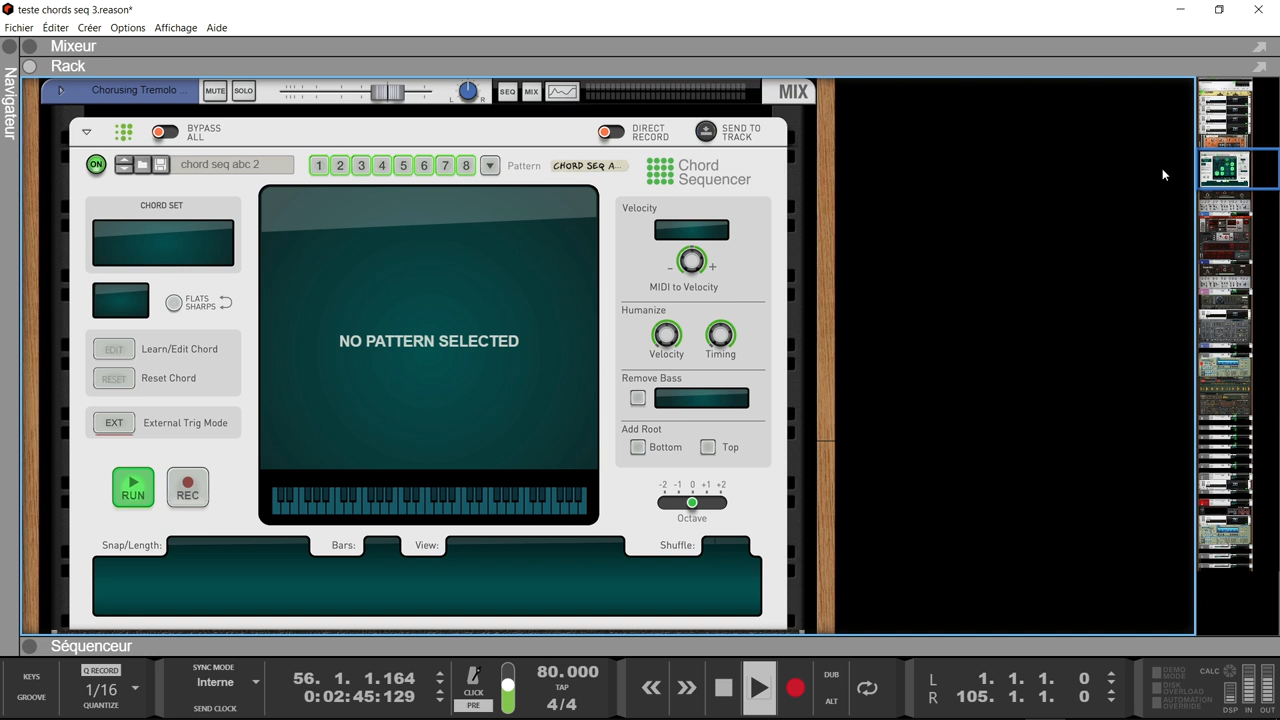 teste chords seq 3.reason*
Fichier Éditer Créer Options Affichage Aide
Mixeur
Rack
Navigateur
Chorusing Tremolo ... MUTE SOLO L R SEQ MIX MIX
BYPASS ALL
DIRECT RECORD
SEND TO TRACK
ON chord seq abc 2 1 2 3 4 5 6 7 8 Pattern CHORD SEQ A...
Chord Sequencer
CHORD SET
FLATS
SHARPS
EDIT Learn/Edit Chord
RESET Reset Chord
EXT External Trig Mode
RUN REC
NO PATTERN SELECTED
Velocity
- +
MIDI to Velocity
Humanize
Velocity Timing
Remove Bass
Add Root
Bottom Top
-2 -1 0 +1 +2
Octave
Snap/Length: Bars: View: Shuffle:
Séquenceur
KEYS
GROOVE
Q RECORD
1/16
QUANTIZE
SYNC MODE
Interne
SEND CLOCK
56. 1. 1.164
0:02:45:129
CLICK
PRE
80.000
TAP
4/4
DUB
ALT
L 1. 1. 1. 0
R 105. 1. 1. 0
DEMO MODE
DISK OVERLOAD
AUTOMATION OVERRIDE
CALC
DSP IN OUT